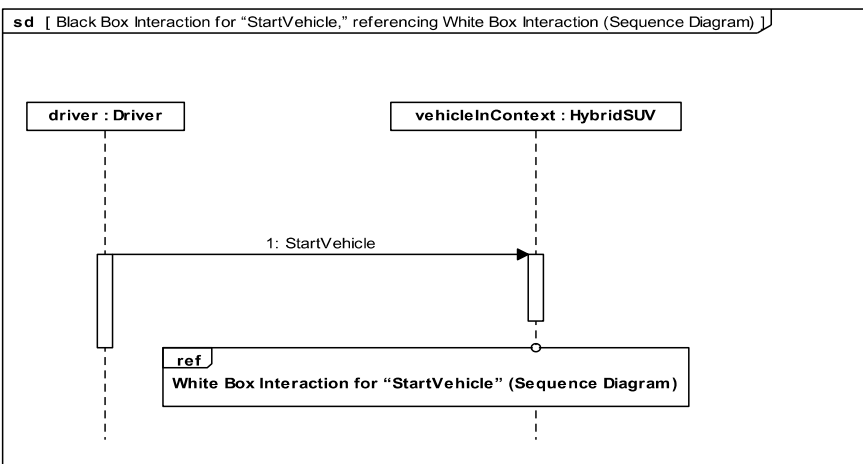 sd [ Black Box Interaction for “StartVehicle,” referencing White Box Interaction (Sequence Diagram) ]
driver : Driver
vehicleInContext : HybridSUV
1: StartVehicle
ref
White Box Interaction for “StartVehicle” (Sequence Diagram)